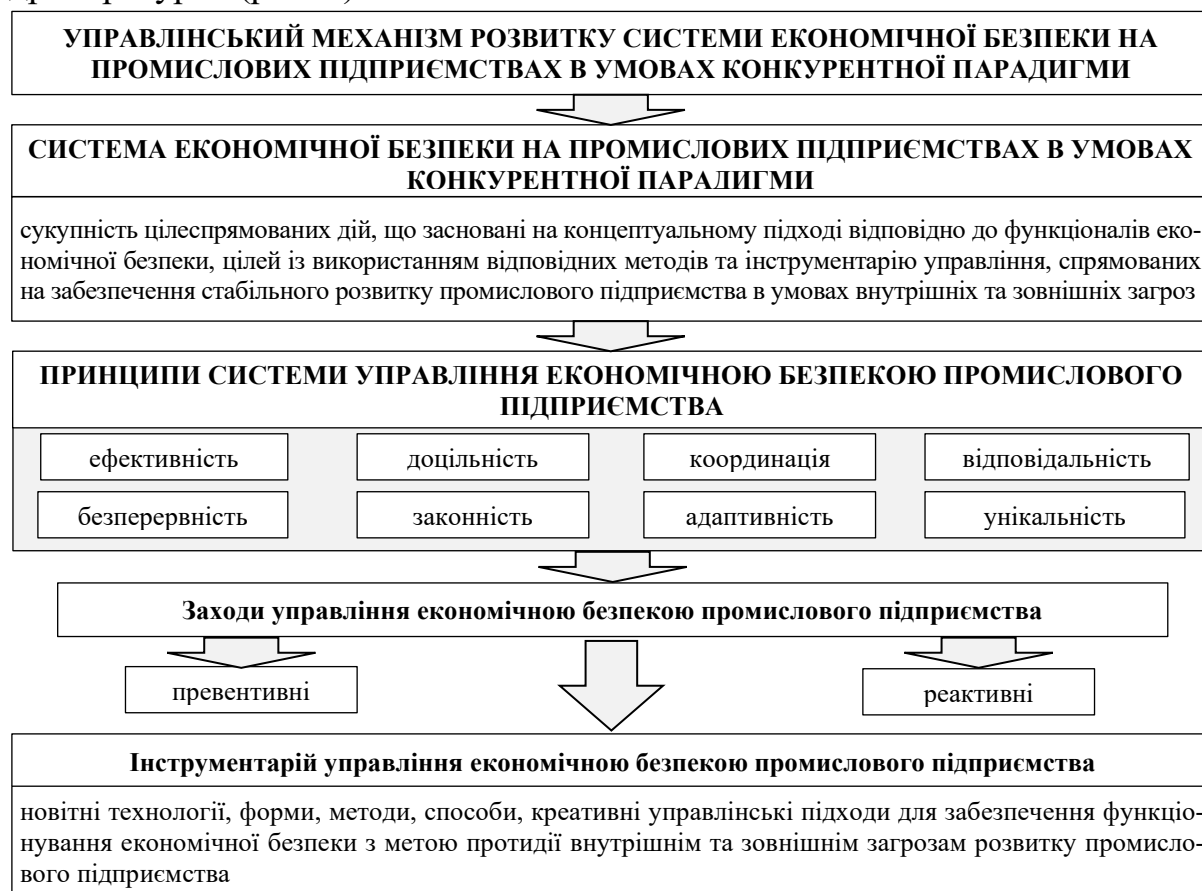 УПРАВЛІНСЬКИЙ МЕХАНІЗМ РОЗВИТКУ СИСТЕМИ ЕКОНОМІЧНОЇ БЕЗПЕКИ НА
ПРОМИСЛОВИХ ПІДПРИЄМСТВАХ В УМОВАХ КОНКУРЕНТНОЇ ПАРАДИГМИ
СИСТЕМА ЕКОНОМІЧНОЇ БЕЗПЕКИ НА ПРОМИСЛОВИХ ПІДПРИЄМСТВАХ В УМОВАХ
КОНКУРЕНТНОЇ ПАРАДИГМИ
сукупність цілеспрямованих дій, що засновані на концептуальному підході відповідно до функціоналів еко-
номічної безпеки, цілей із використанням відповідних методів та інструментарію управління, спрямованих
на забезпечення стабільного розвитку промислового підприємства в умовах внутрішніх та зовнішніх загроз
ПРИНЦИПИ СИСТЕМИ УПРАВЛІННЯ ЕКОНОМІЧНОЮ БЕЗПЕКОЮ ПРОМИСЛОВОГО
ПІДПРИЄМСТВА
ефективність доцільність координація відповідальність
безперервність законність адаптивність унікальність
Заходи управління економічною безпекою промислового підприємства
превентивні реактивні
Інструментарій управління економічною безпекою промислового підприємства
новітні технології, форми, методи, способи, креативні управлінські підходи для забезпечення функціо-
нування економічної безпеки з метою протидії внутрішнім та зовнішнім загрозам розвитку промисло-
вого підприємства